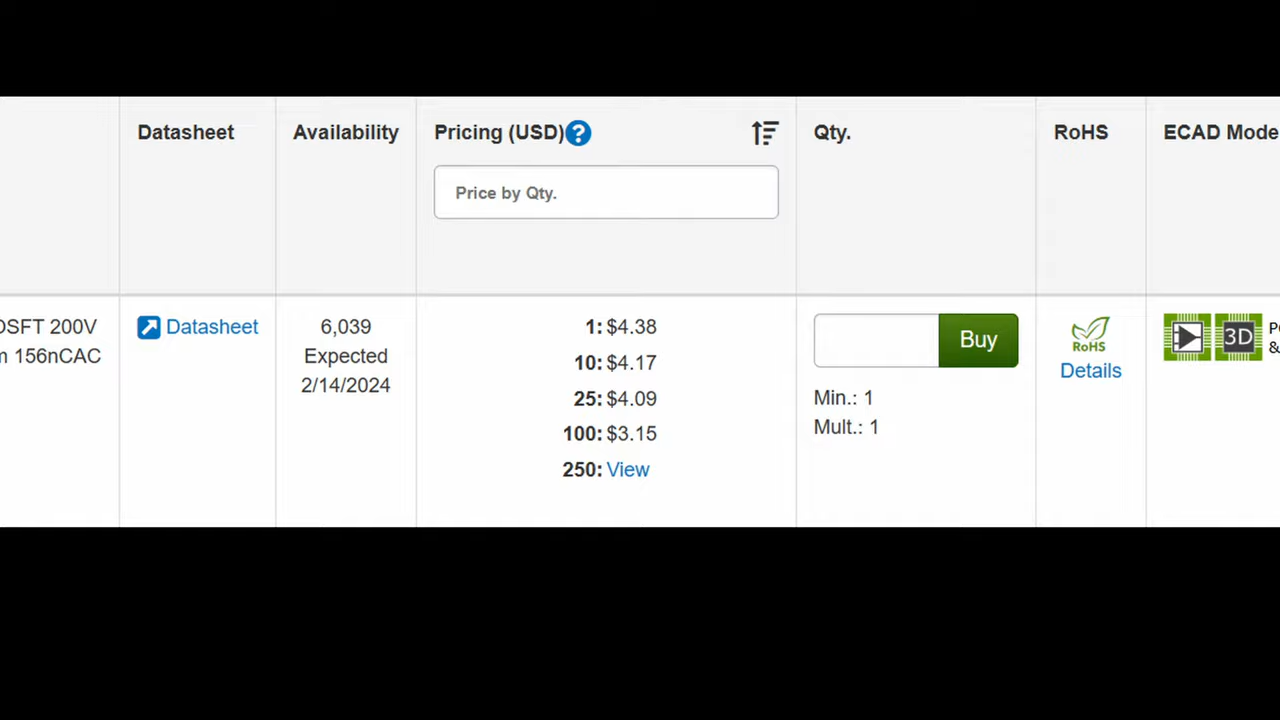 Datasheet
Availability
Pricing (USD)
?
Qty.
RoHS
ECAD Mode
Price by Qty.
OSFT 200V
156nCAC
Datasheet
6,039
Expected
2/14/2024
1: $4.38
10: $4.17
25: $4.09
100: $3.15
250: View
Buy
Min.: 1
Mult.: 1
RoHS
Details
3D
&